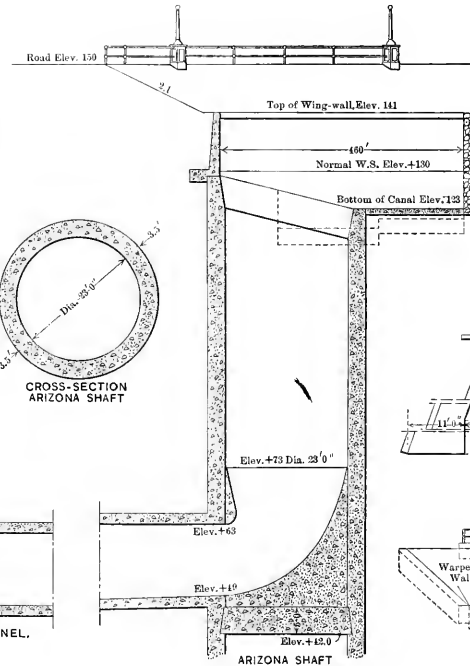 Road Elev. 150
2:1
Top of Wing-wall, Elev. 141
460′
Normal W.S. Elev.+130
Bottom of Canal Elev. 123
3.5′
Dia. 23′0″
3.5′
CROSS-SECTION
ARIZONA SHAFT
11′0″
Elev.+73 Dia. 23′0″
Elev.+63
Elev.+49
Elev.+42.0
NEL.
ARIZONA SHAFT